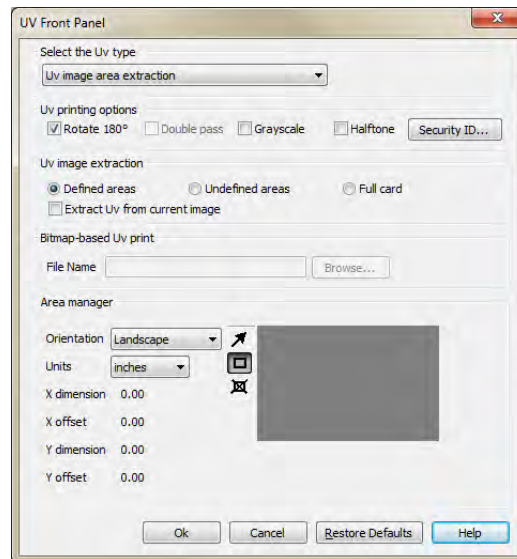 UV Front Panel
Select the Uv type
Uv image area extraction
Uv printing options
Rotate 180° Double pass Grayscale Halftone Security ID...
Uv image extraction
Defined areas Undefined areas Full card
Extract Uv from current image
Bitmap-based Uv print
File Name Browse...
Area manager
Orientation Landscape
Units inches
X dimension 0.00
X offset 0.00
Y dimension 0.00
Y offset 0.00
Ok Cancel Restore Defaults Help